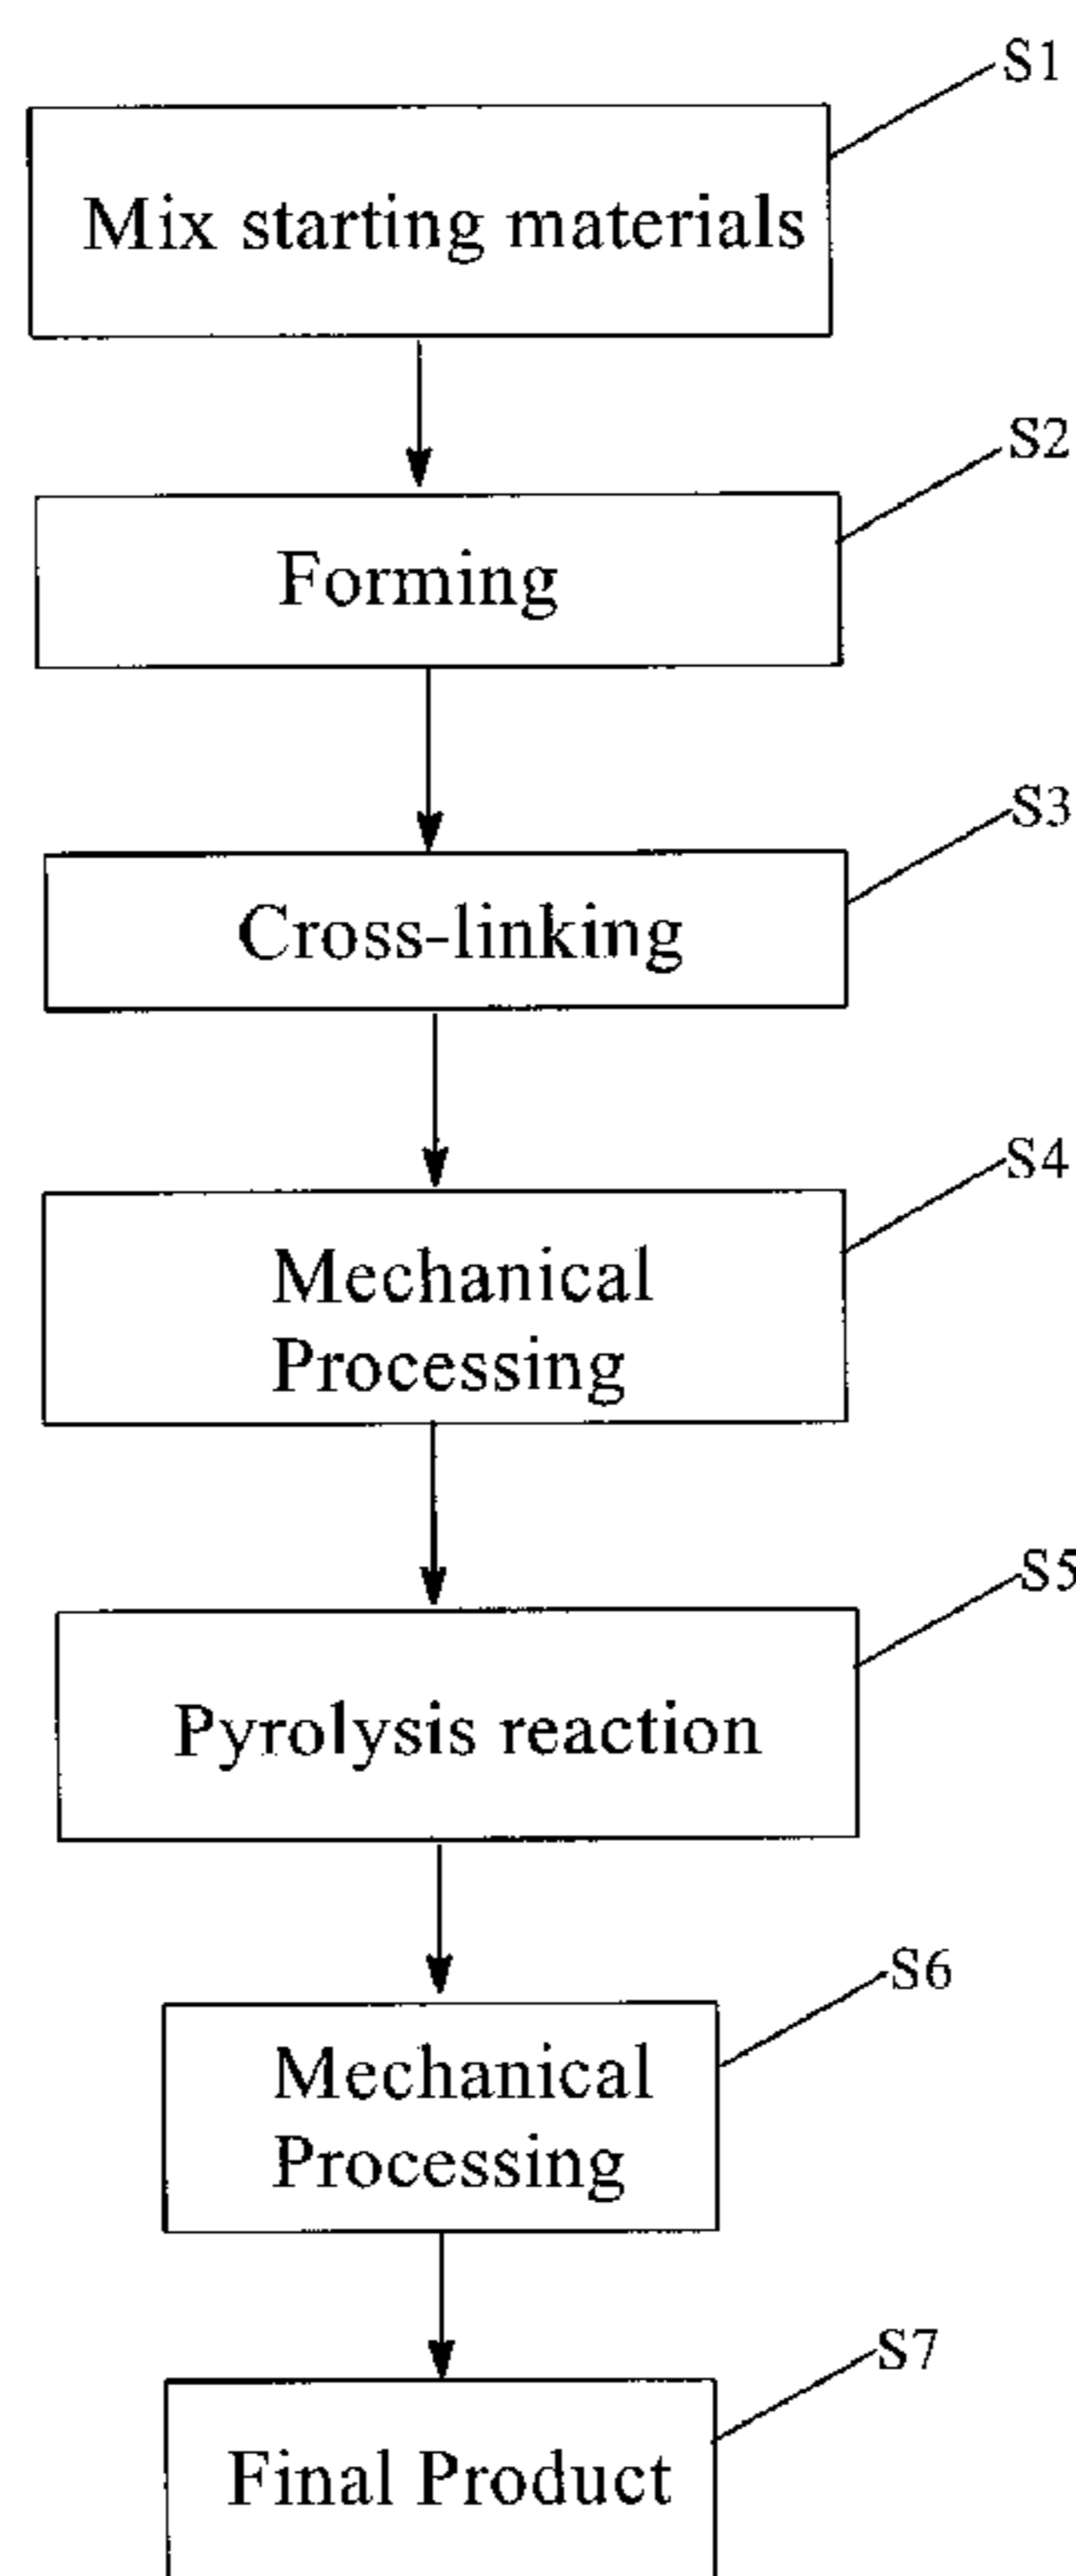 S1
Mix starting materials
S2
Forming
S3
Cross-linking
S4
Mechanical
Processing
S5
Pyrolysis reaction
S6
Mechanical
Processing
S7
Final Product